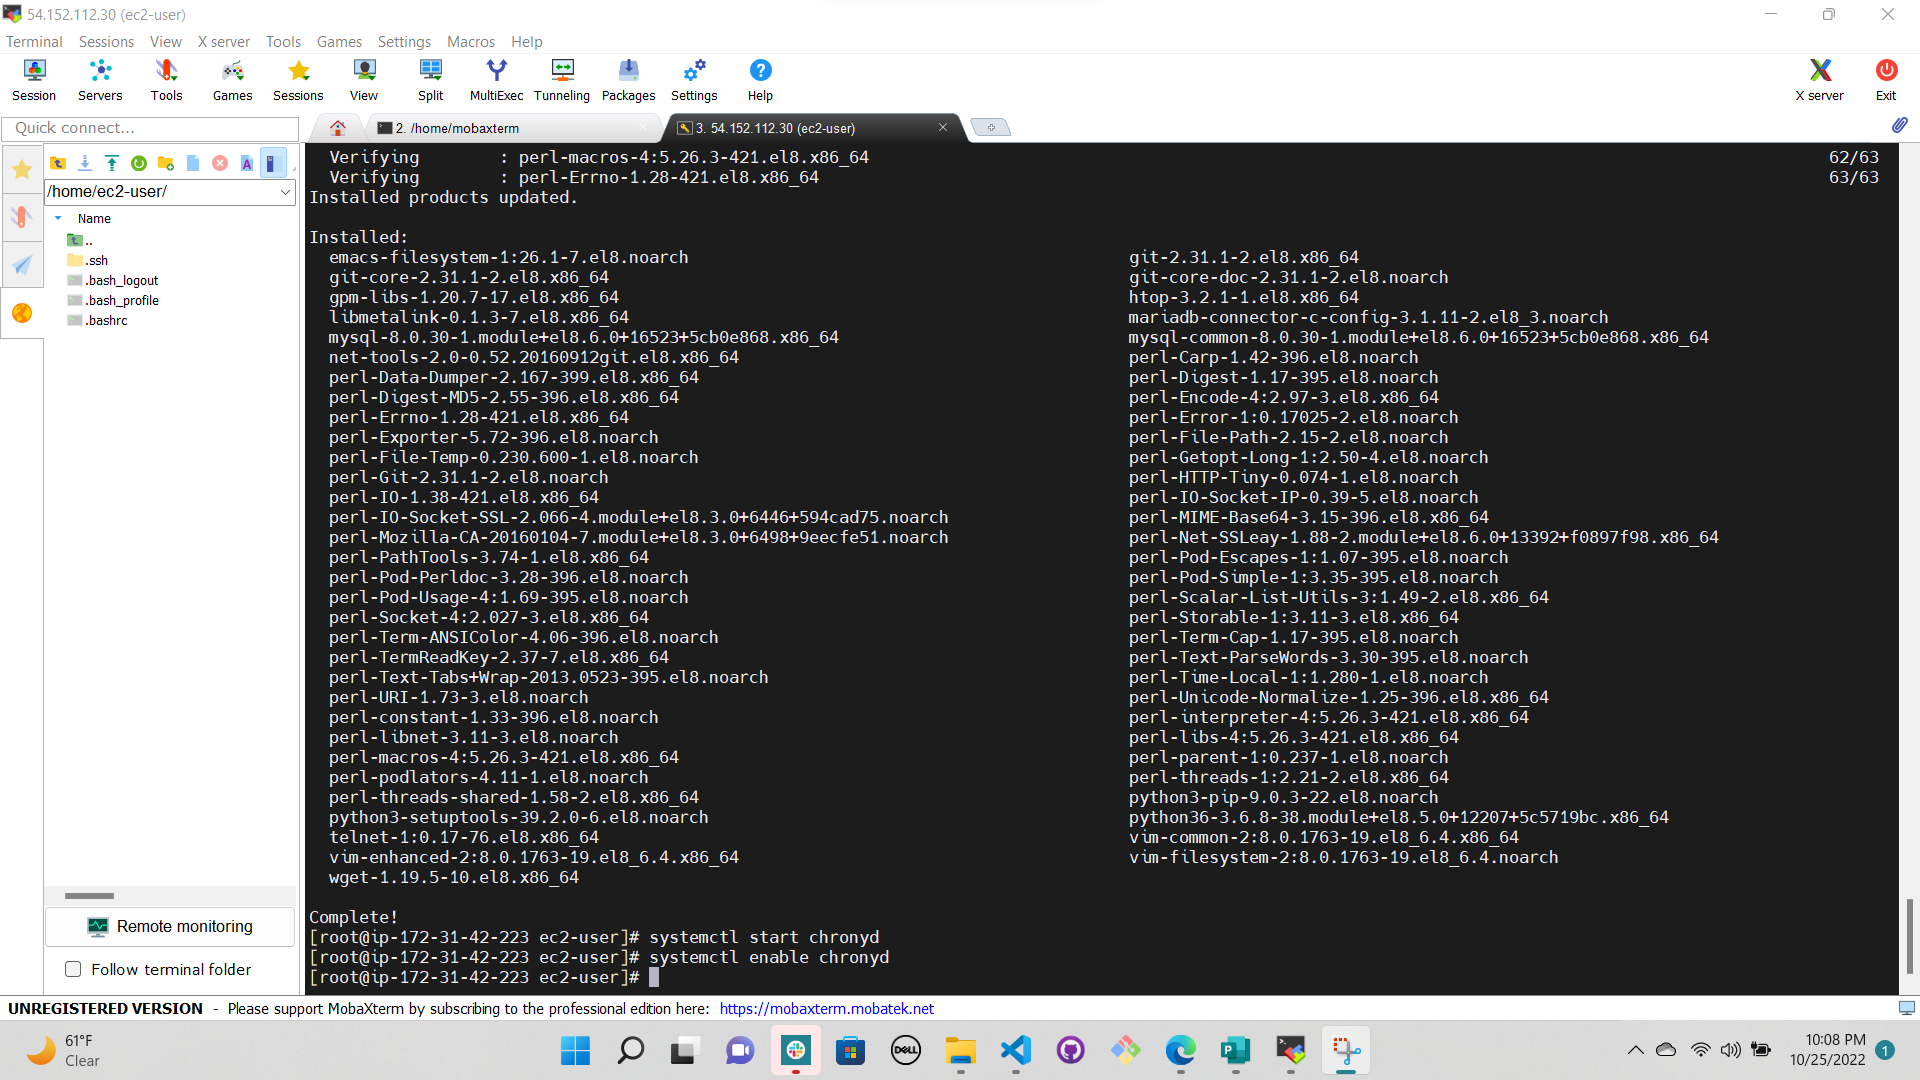 54.152.112.30 (ec2-user)
Terminal Sessions View X server Tools Games Settings Macros Help
Session Servers Tools Games Sessions View Split MultiExec Tunneling Packages Settings Help X server Exit
Quick connect...
2. /home/mobaxterm
3. 54.152.112.30 (ec2-user)
/home/ec2-user/
Name
..
.ssh
.bash_logout
.bash_profile
.bashrc
Remote monitoring
Follow terminal folder
Verifying : perl-macros-4:5.26.3-421.el8.x86_64 62/63
Verifying : perl-Errno-1.28-421.el8.x86_64 63/63
Installed products updated.
Installed:
emacs-filesystem-1:26.1-7.el8.noarch git-2.31.1-2.el8.x86_64
git-core-2.31.1-2.el8.x86_64 git-core-doc-2.31.1-2.el8.noarch
gpm-libs-1.20.7-17.el8.x86_64 htop-3.2.1-1.el8.x86_64
libmetalink-0.1.3-7.el8.x86_64 mariadb-connector-c-config-3.1.11-2.el8_3.noarch
mysql-8.0.30-1.module+el8.6.0+16523+5cb0e868.x86_64 mysql-common-8.0.30-1.module+el8.6.0+16523+5cb0e868.x86_64
net-tools-2.0-0.52.20160912git.el8.x86_64 perl-Carp-1.42-396.el8.noarch
perl-Data-Dumper-2.167-399.el8.x86_64 perl-Digest-1.17-395.el8.noarch
perl-Digest-MD5-2.55-396.el8.x86_64 perl-Encode-4:2.97-3.el8.x86_64
perl-Errno-1.28-421.el8.x86_64 perl-Error-1:0.17025-2.el8.noarch
perl-Exporter-5.72-396.el8.noarch perl-File-Path-2.15-2.el8.noarch
perl-File-Temp-0.230.600-1.el8.noarch perl-Getopt-Long-1:2.50-4.el8.noarch
perl-Git-2.31.1-2.el8.noarch perl-HTTP-Tiny-0.074-1.el8.noarch
perl-IO-1.38-421.el8.x86_64 perl-IO-Socket-IP-0.39-5.el8.noarch
perl-IO-Socket-SSL-2.066-4.module+el8.3.0+6446+594cad75.noarch perl-MIME-Base64-3.15-396.el8.x86_64
perl-Mozilla-CA-20160104-7.module+el8.3.0+6498+9eecfe51.noarch perl-Net-SSLeay-1.88-2.module+el8.6.0+13392+f0897f98.x86_64
perl-PathTools-3.74-1.el8.x86_64 perl-Pod-Escapes-1:1.07-395.el8.noarch
perl-Pod-Perldoc-3.28-396.el8.noarch perl-Pod-Simple-1:3.35-395.el8.noarch
perl-Pod-Usage-4:1.69-395.el8.noarch perl-Scalar-List-Utils-3:1.49-2.el8.x86_64
perl-Socket-4:2.027-3.el8.x86_64 perl-Storable-1:3.11-3.el8.x86_64
perl-Term-ANSIColor-4.06-396.el8.noarch perl-Term-Cap-1.17-395.el8.noarch
perl-TermReadKey-2.37-7.el8.x86_64 perl-Text-ParseWords-3.30-395.el8.noarch
perl-Text-Tabs+Wrap-2013.0523-395.el8.noarch perl-Time-Local-1:1.280-1.el8.noarch
perl-URI-1.73-3.el8.noarch perl-Unicode-Normalize-1.25-396.el8.x86_64
perl-constant-1.33-396.el8.noarch perl-interpreter-4:5.26.3-421.el8.x86_64
perl-libnet-3.11-3.el8.noarch perl-libs-4:5.26.3-421.el8.x86_64
perl-macros-4:5.26.3-421.el8.x86_64 perl-parent-1:0.237-1.el8.noarch
perl-podlators-4.11-1.el8.noarch perl-threads-1:2.21-2.el8.x86_64
perl-threads-shared-1.58-2.el8.x86_64 python3-pip-9.0.3-22.el8.noarch
python3-setuptools-39.2.0-6.el8.noarch python36-3.6.8-38.module+el8.5.0+12207+5c5719bc.x86_64
telnet-1:0.17-76.el8.x86_64 vim-common-2:8.0.1763-19.el8_6.4.x86_64
vim-enhanced-2:8.0.1763-19.el8_6.4.x86_64 vim-filesystem-2:8.0.1763-19.el8_6.4.noarch
wget-1.19.5-10.el8.x86_64
Complete!
[root@ip-172-31-42-223 ec2-user]# systemctl start chronyd
[root@ip-172-31-42-223 ec2-user]# systemctl enable chronyd
[root@ip-172-31-42-223 ec2-user]#
UNREGISTERED VERSION - Please support MobaXterm by subscribing to the professional edition here: https://mobaxterm.mobatek.net
61°F
Clear
DELL
10:08 PM
10/25/2022
1